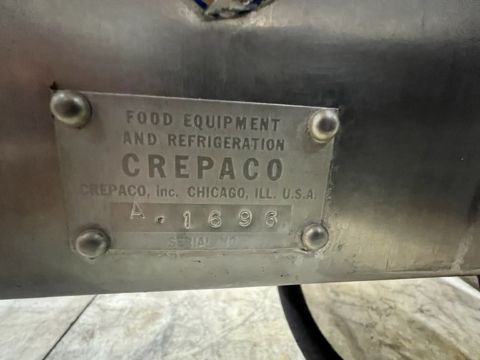 FOOD EQUIPMENT
AND REFRIGERATION
CREPACO
CREPACO, Inc. CHICAGO, ILL. U.S.A.
A-1696
SERIAL NO.